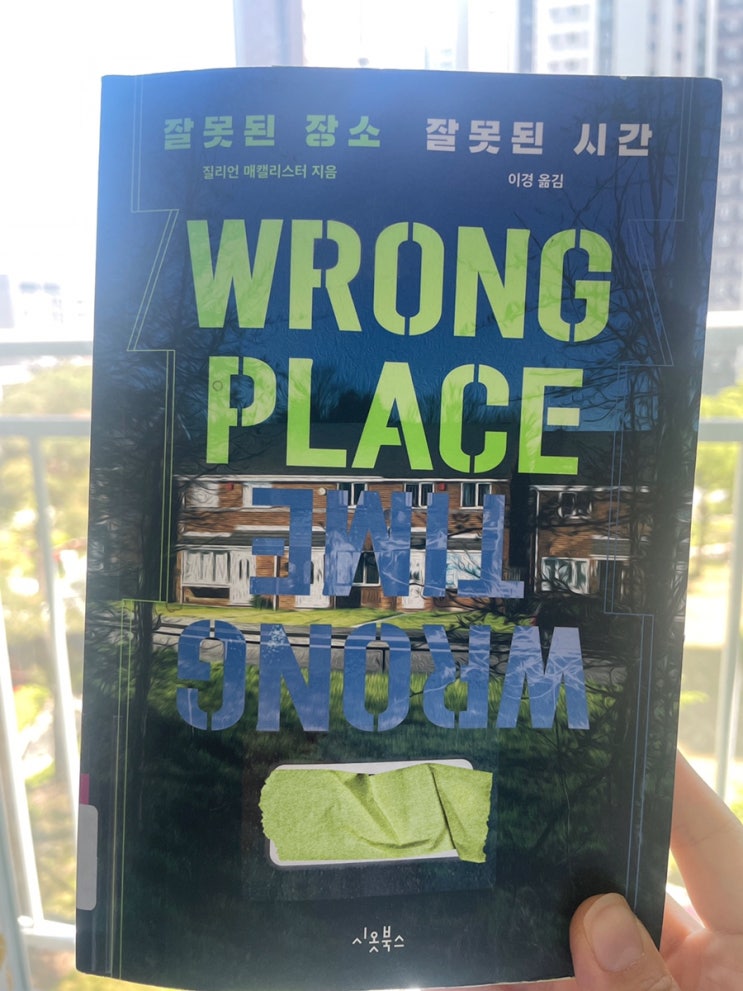 잘못된 장소 잘못된 시간
질리언 매캘리스터 지음 이경 옮김
WRONG
PLACE
TIME
WRONG
시옷북스